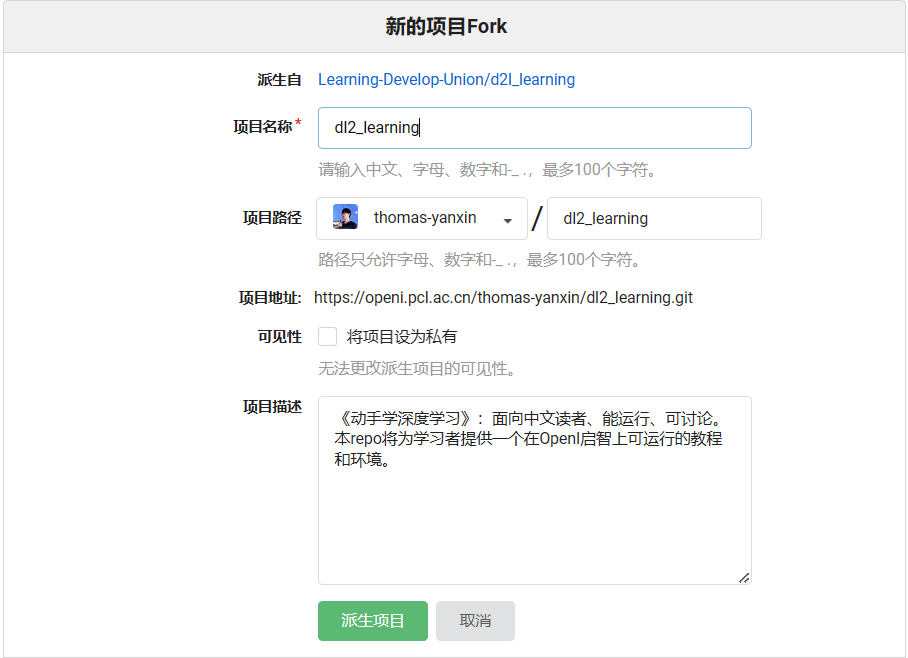 新的项目Fork
派生自 Learning-Develop-Union/d2l_learning
项目名称* dl2_learning
请输入中文、字母、数字和-_ .，最多100个字符。
项目路径 thomas-yanxin / dl2_learning
路径只允许字母、数字和-_ .，最多100个字符。
项目地址: https://openi.pcl.ac.cn/thomas-yanxin/dl2_learning.git
可见性 将项目设为私有
无法更改派生项目的可见性。
项目描述 《动手学深度学习》：面向中文读者、能运行、可讨论。
本repo将为学习者提供一个在OpenI启智上可运行的教程
和环境。
派生项目 取消